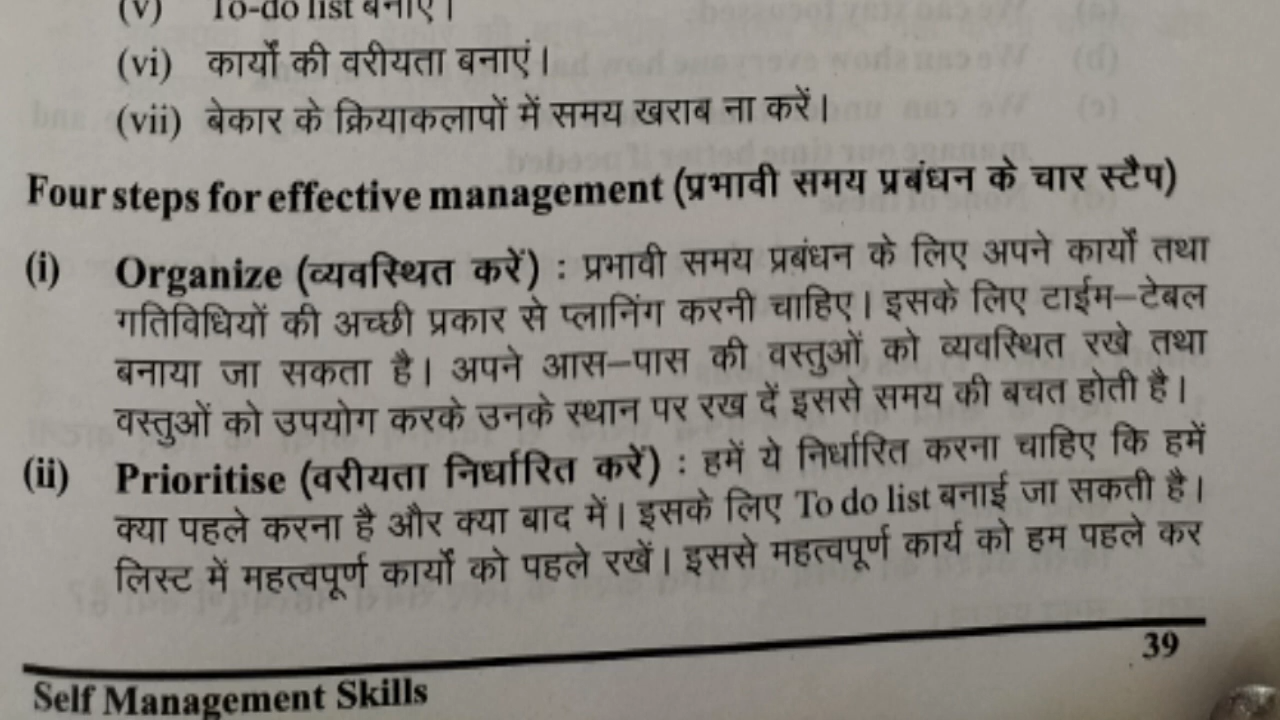 (v) To-do list बनाएं।
(vi) कार्यों की वरीयता बनाएं।
(vii) बेकार के क्रियाकलापों में समय खराब ना करें।
Four steps for effective management (प्रभावी समय प्रबंधन के चार स्टैप)
(i) Organize (व्यवस्थित करें) : प्रभावी समय प्रबंधन के लिए अपने कार्यों तथा
गतिविधियों की अच्छी प्रकार से प्लानिंग करनी चाहिए। इसके लिए टाईम–टेबल
बनाया जा सकता है। अपने आस–पास की वस्तुओं को व्यवस्थित रखे तथा
वस्तुओं को उपयोग करके उनके स्थान पर रख दें इससे समय की बचत होती है।
(ii) Prioritise (वरीयता निर्धारित करें) : हमें ये निर्धारित करना चाहिए कि हमें
क्या पहले करना है और क्या बाद में। इसके लिए To do list बनाई जा सकती है।
लिस्ट में महत्वपूर्ण कार्यों को पहले रखें। इससे महत्वपूर्ण कार्य को हम पहले कर
39
Self Management Skills